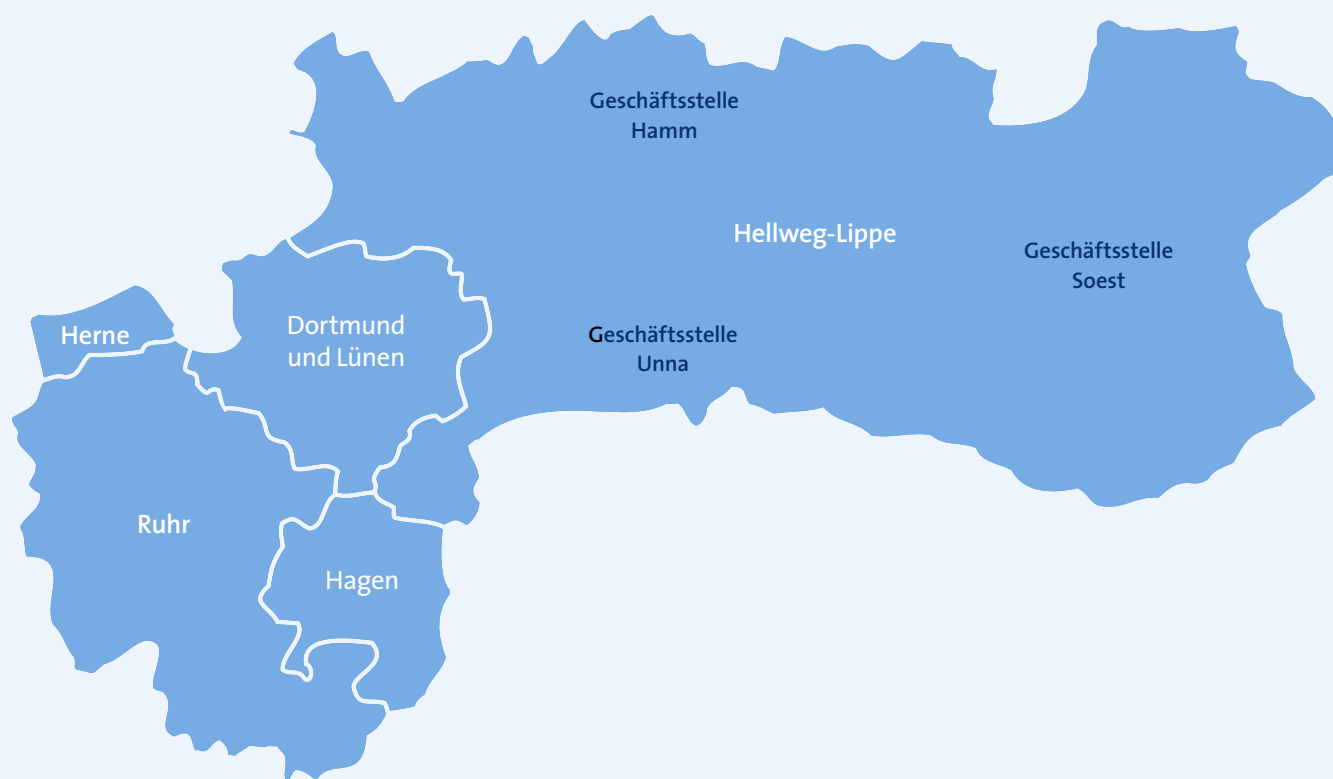 Geschäftsstelle
Hamm
Hellweg-Lippe
Geschäftsstelle
Soest
Herne
Dortmund
und Lünen
Geschäftsstelle
Unna
Ruhr
Hagen